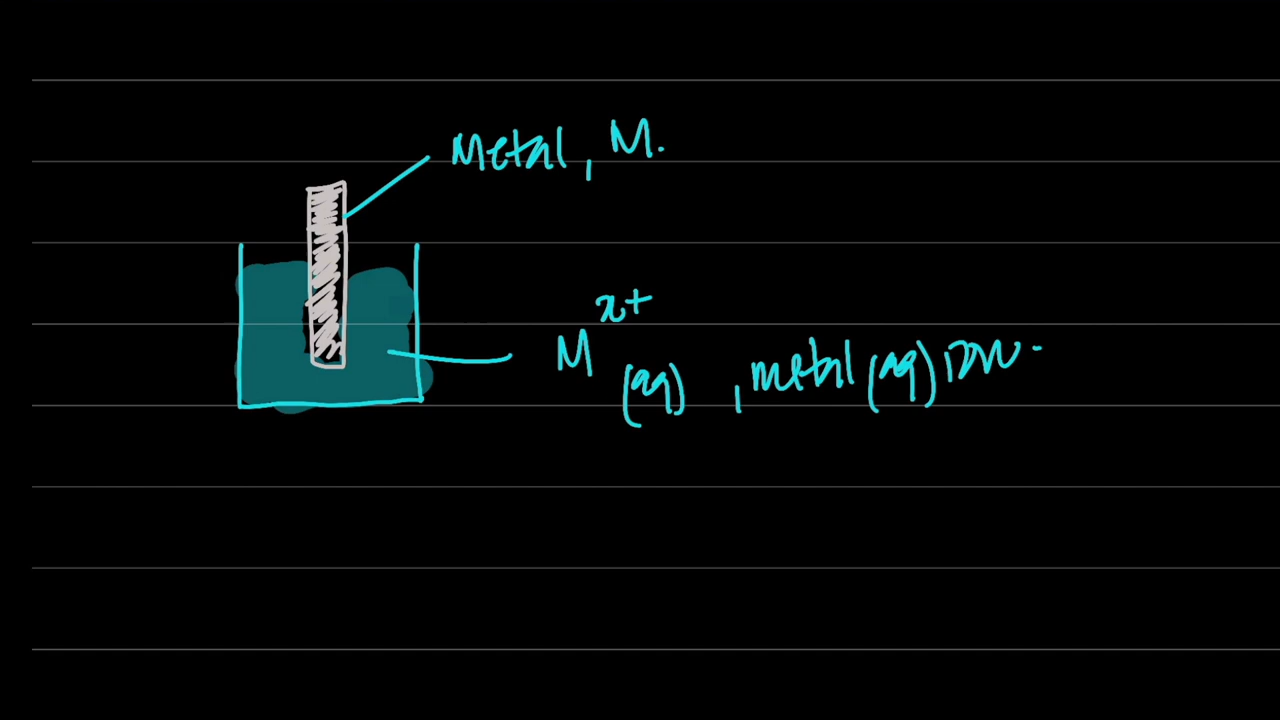 Metal, M.
M^x+ (aq) , metal (aq) ion.